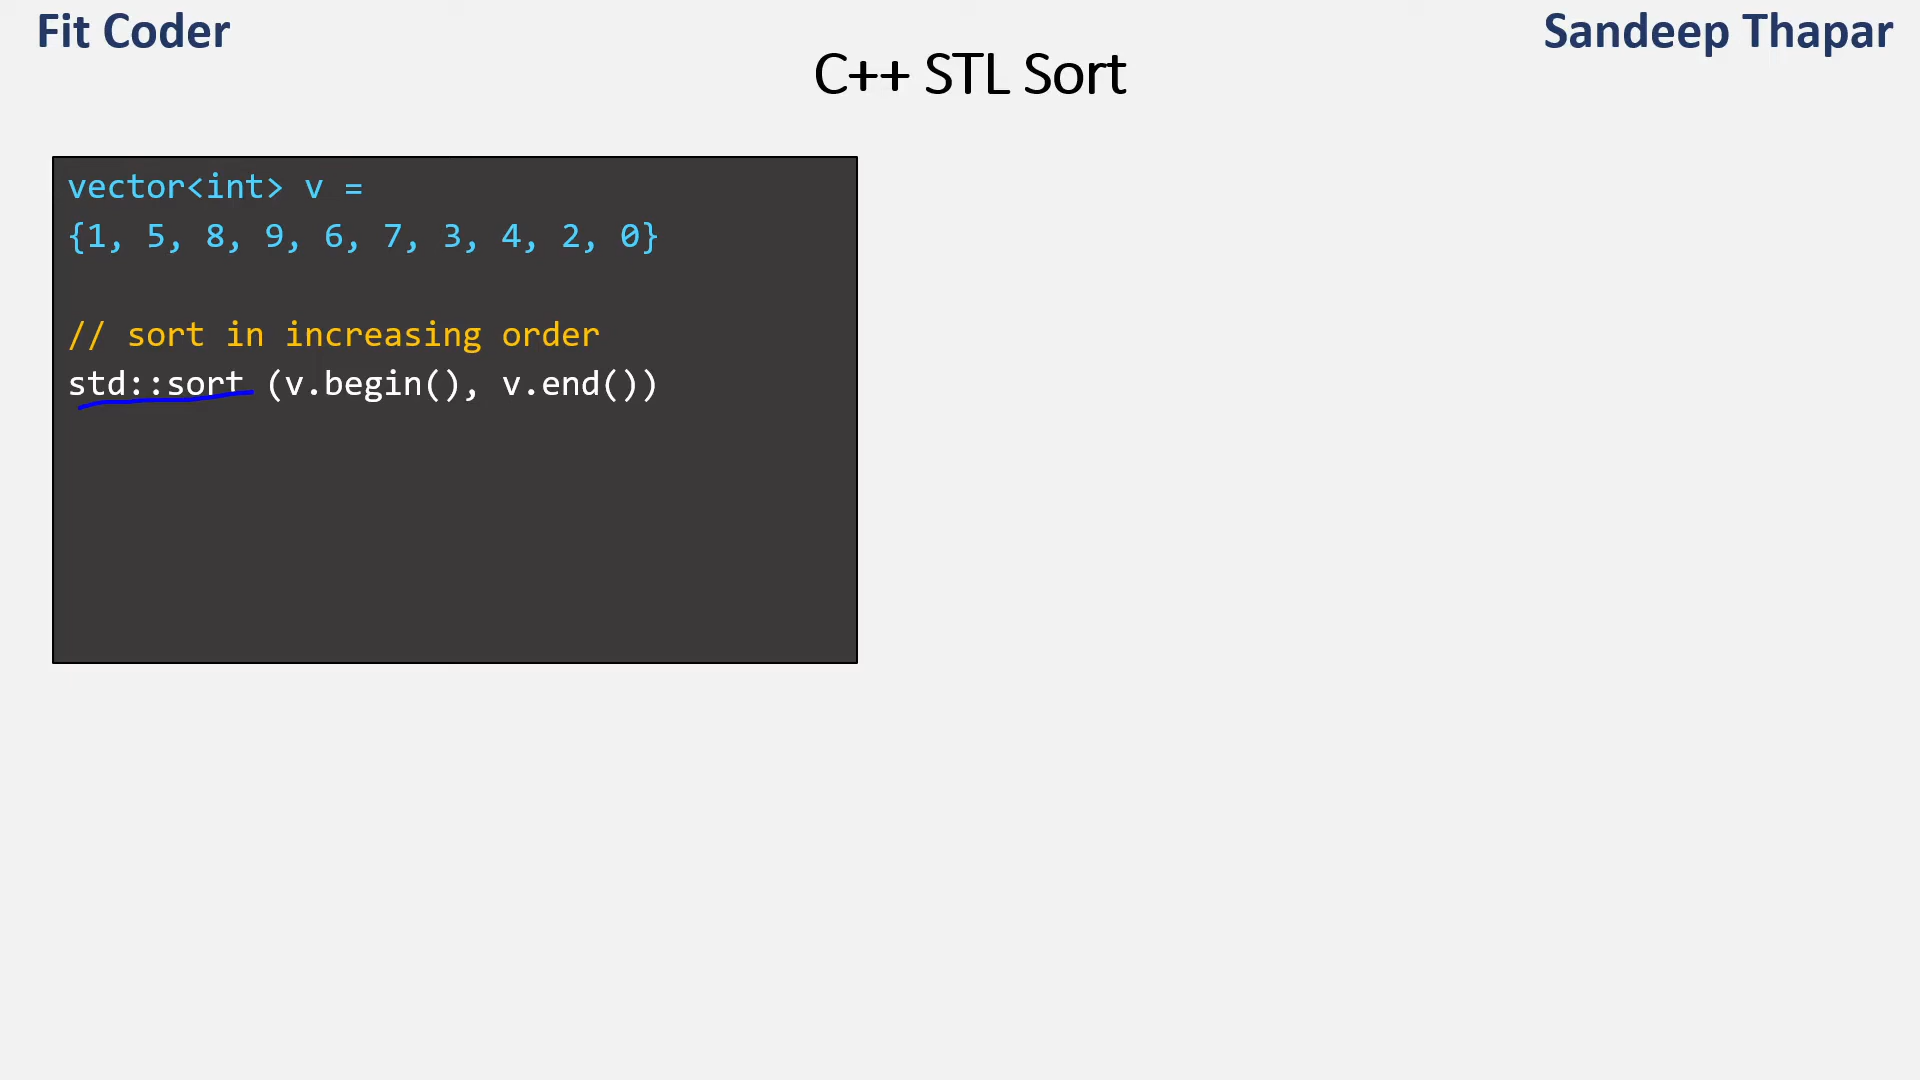 Fit Coder
Sandeep Thapar
C++ STL Sort
vector<int> v =
{1, 5, 8, 9, 6, 7, 3, 4, 2, 0}
// sort in increasing order
std::sort (v.begin(), v.end())